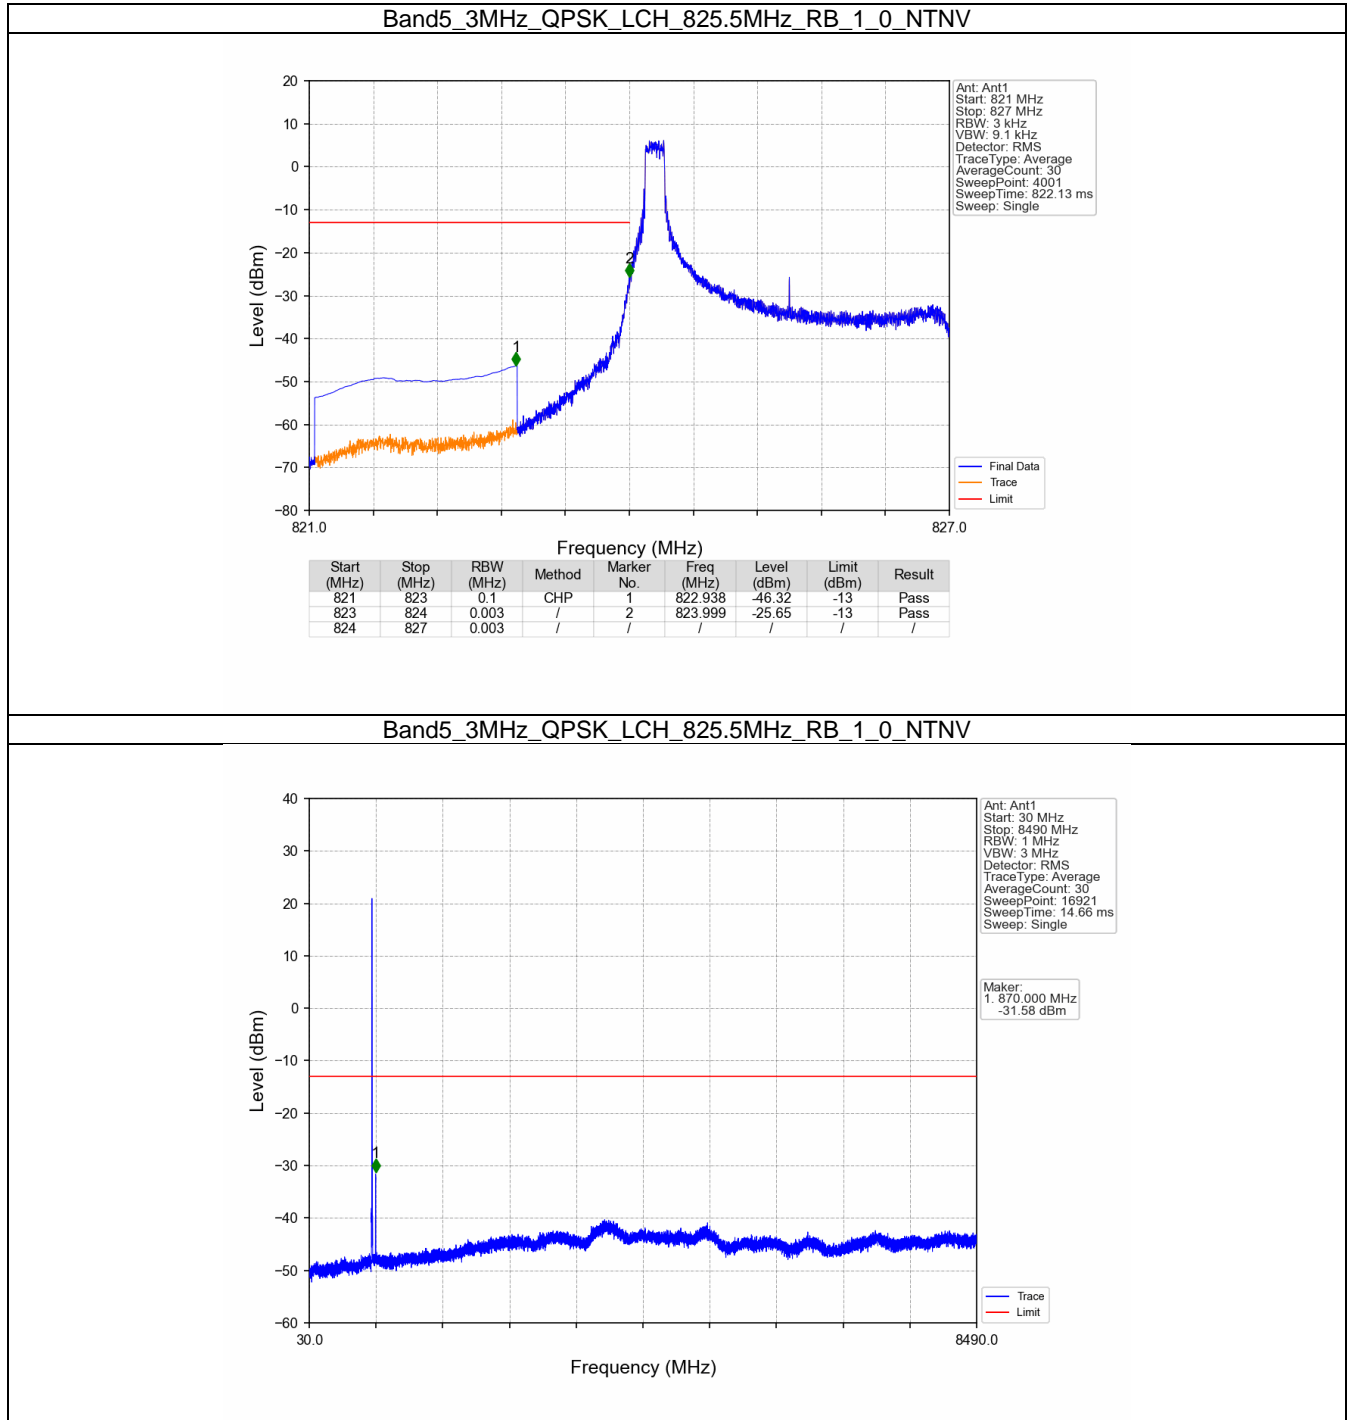 Band5_3MHz_QPSK_LCH_825.5MHz_RB_1_0_NTNV
20
10
0
−10
−20
−30
−40
−50
−60
−70
−80
Level (dBm)
1
2
821.0
827.0
Frequency (MHz)
Ant: Ant1
Start: 821 MHz
Stop: 827 MHz
RBW: 3 kHz
VBW: 9.1 kHz
Detector: RMS
TraceType: Average
AverageCount: 30
SweepPoint: 4001
SweepTime: 822.13 ms
Sweep: Single
Final Data
Trace
Limit
Start (MHz) Stop (MHz) RBW (MHz) Method Marker No. Freq (MHz) Level (dBm) Limit (dBm) Result
821 823 0.1 CHP 1 822.938 -46.32 -13 Pass
823 824 0.003 / 2 823.999 -25.65 -13 Pass
824 827 0.003 / / / / / /
Band5_3MHz_QPSK_LCH_825.5MHz_RB_1_0_NTNV
40
30
20
10
0
−10
−20
−30
−40
−50
−60
Level (dBm)
1
30.0
8490.0
Frequency (MHz)
Ant: Ant1
Start: 30 MHz
Stop: 8490 MHz
RBW: 1 MHz
VBW: 3 MHz
Detector: RMS
TraceType: Average
AverageCount: 30
SweepPoint: 16921
SweepTime: 14.66 ms
Sweep: Single
Maker:
1. 870.000 MHz
-31.58 dBm
Trace
Limit